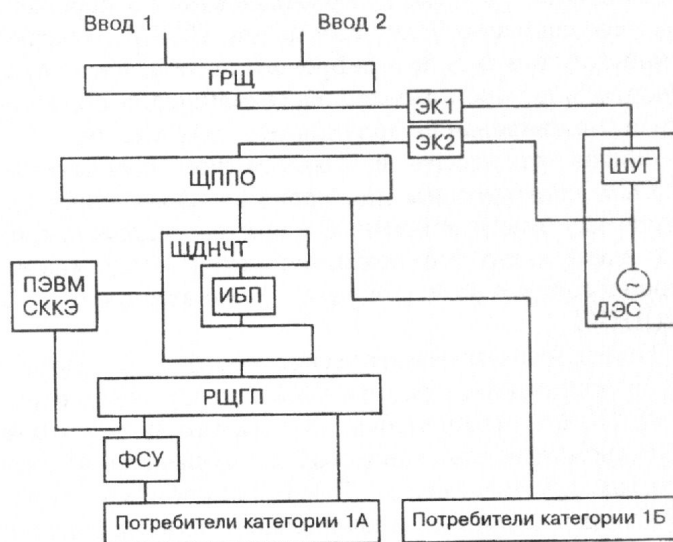 Ввод 1
Ввод 2
ГРЩ
ЭК1
ЭК2
ЩППО
ШУГ
ЩДНЧТ
ПЭВМ
СККЭ
ИБП
~
ДЭС
РЩГП
ФСУ
Потребители категории 1А
Потребители категории 1Б